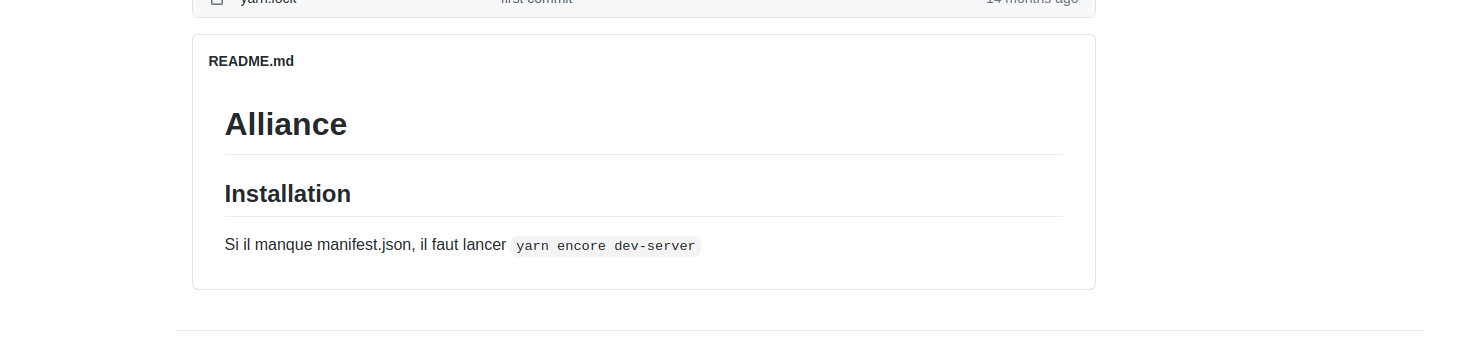 yarn.lock first commit 14 months ago
README.md
Alliance
Installation
Si il manque manifest.json, il faut lancer yarn encore dev-server